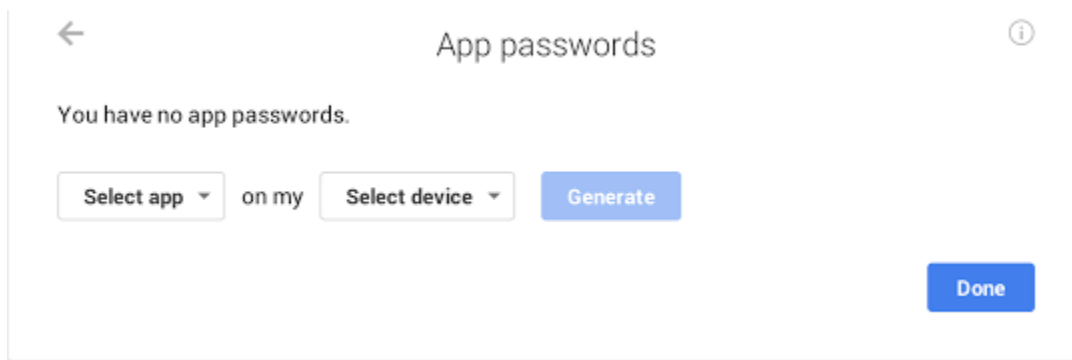 App passwords
You have no app passwords.
Select app on my Select device Generate
Done